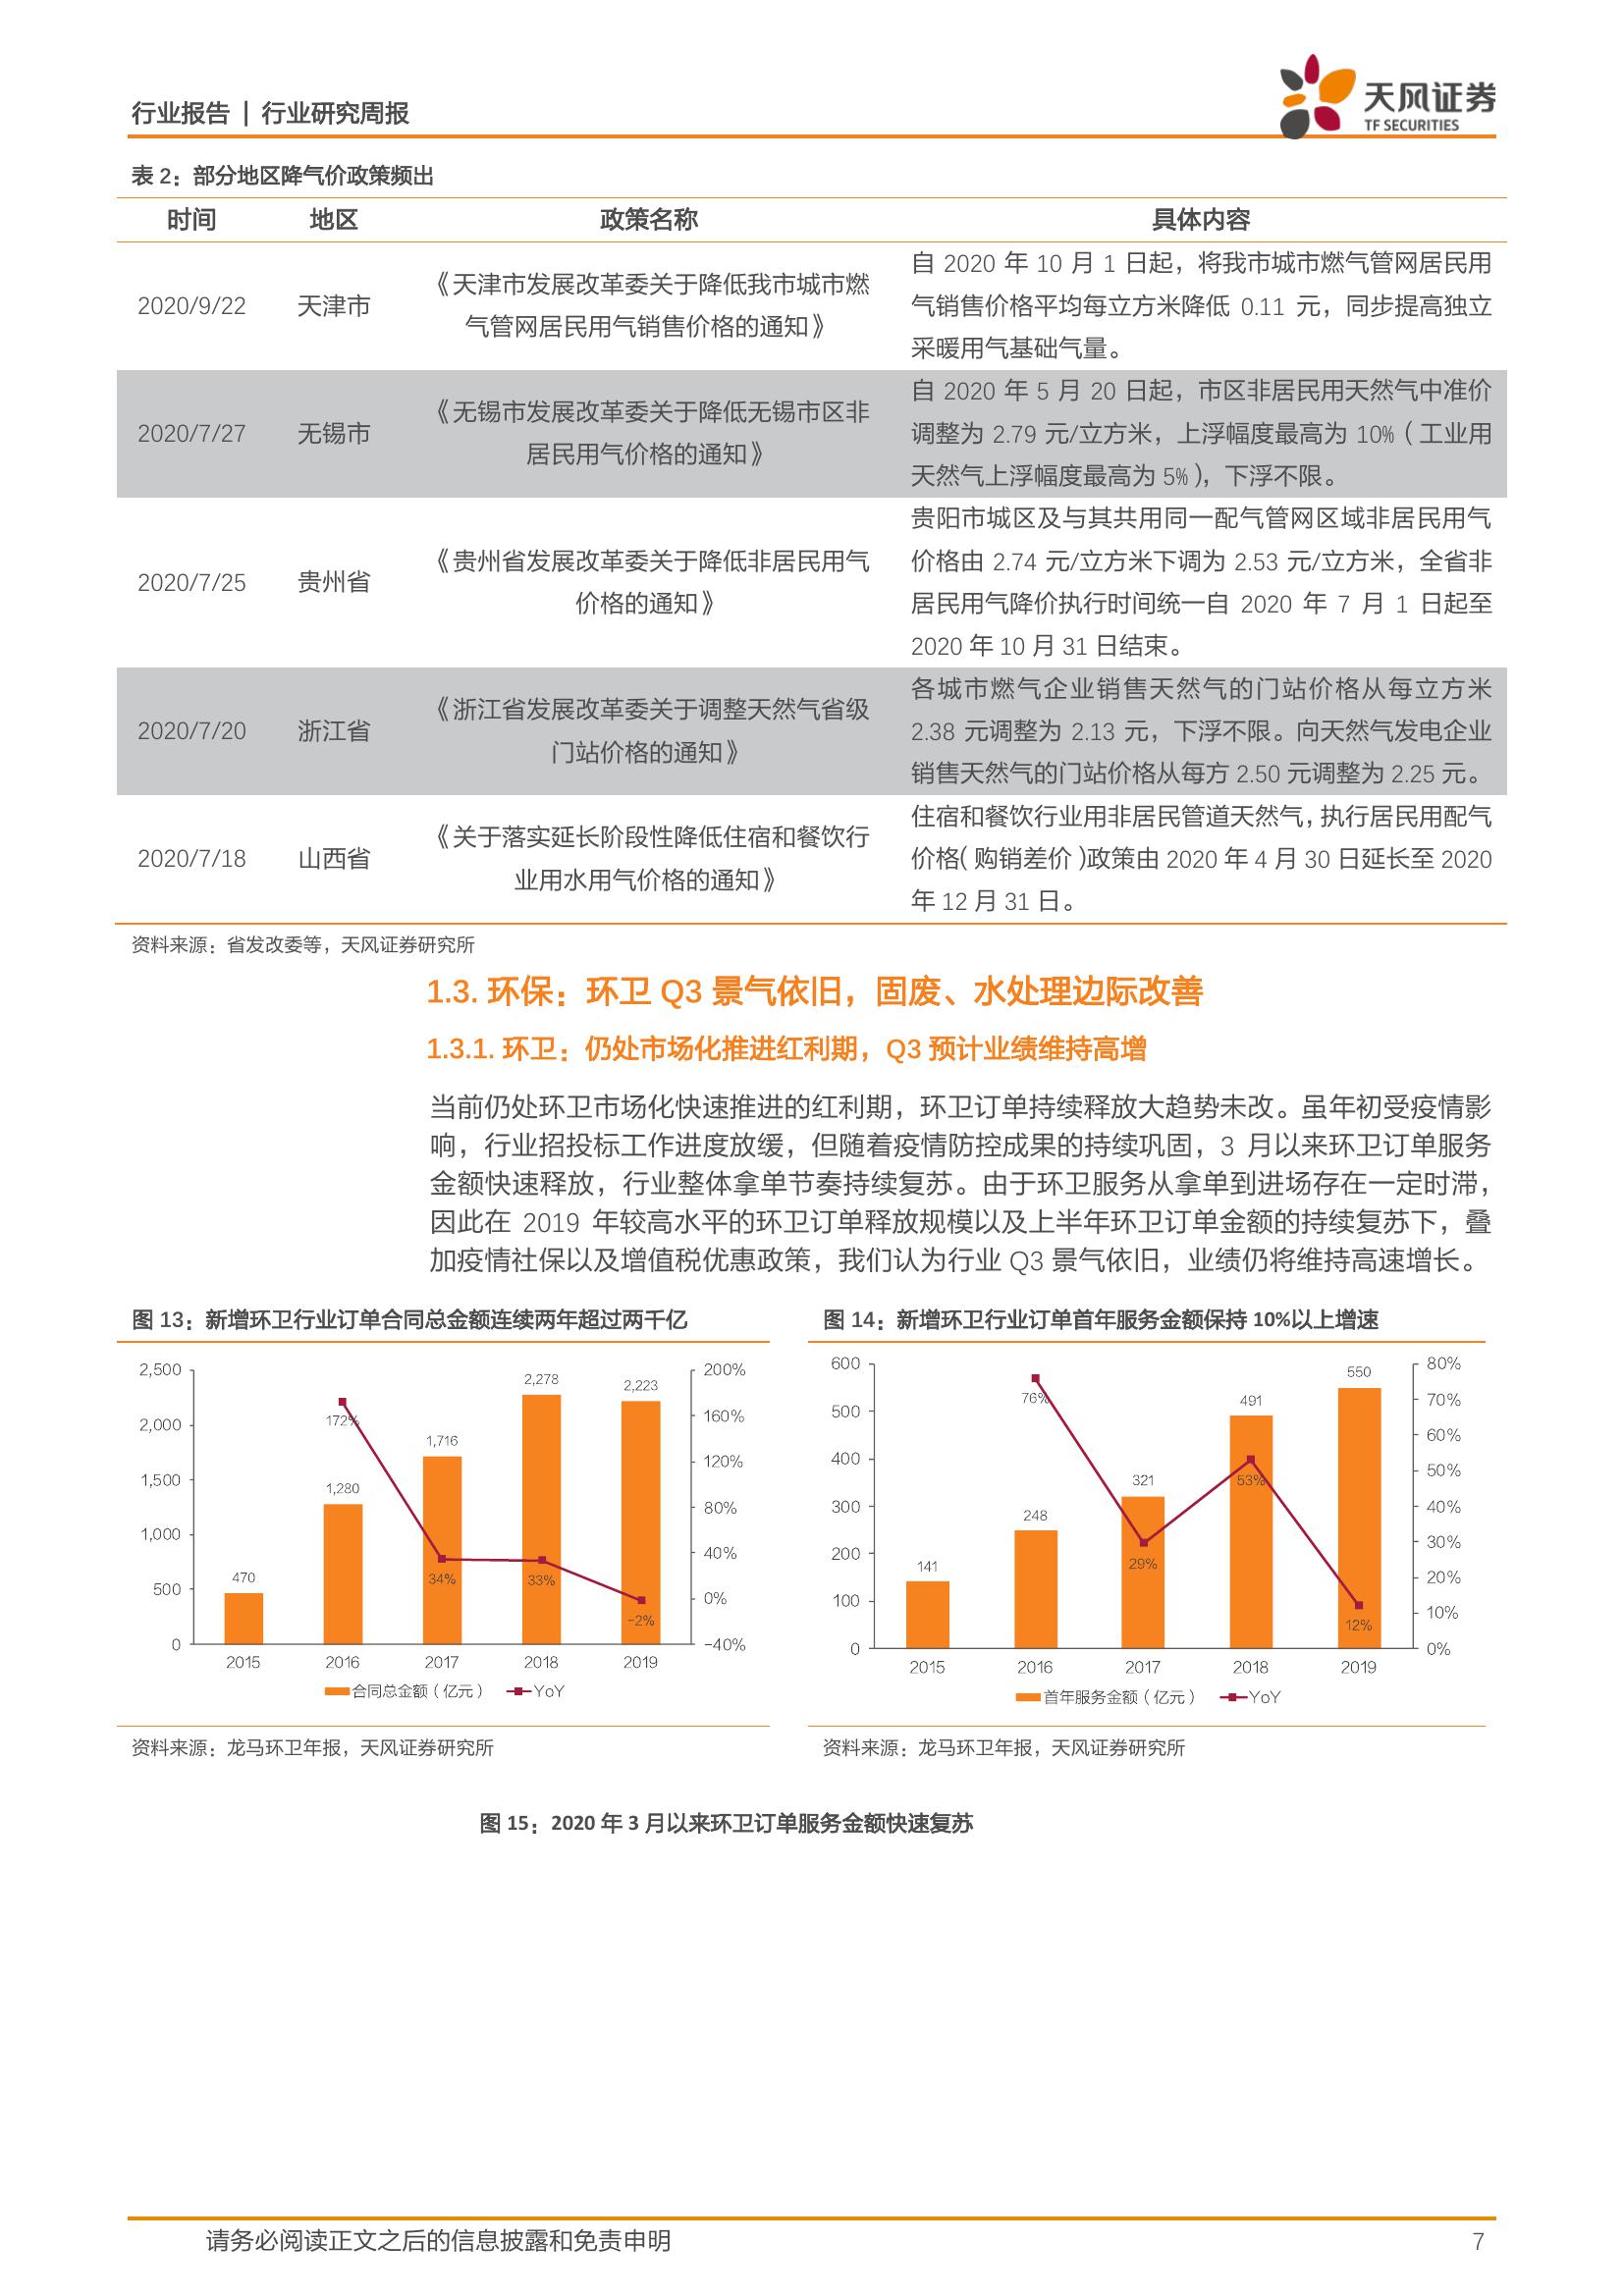 行业报告 | 行业研究周报
天风证券
TF SECURITIES
表 2：部分地区降气价政策频出
时间 地区 政策名称 具体内容
2020/9/22 天津市
《天津市发展改革委关于降低我市城市燃
气管网居民用气销售价格的通知》
自 2020 年 10 月 1 日起，将我市城市燃气管网居民用
气销售价格平均每立方米降低 0.11 元，同步提高独立
采暖用气基础气量。
2020/7/27 无锡市
《无锡市发展改革委关于降低无锡市区非
居民用气价格的通知》
自 2020 年 5 月 20 日起，市区非居民用天然气中准价
调整为 2.79 元/立方米，上浮幅度最高为 10%（工业用
天然气上浮幅度最高为 5%），下浮不限。
2020/7/25 贵州省
《贵州省发展改革委关于降低非居民用气
价格的通知》
贵阳市城区及与其共用同一配气管网区域非居民用气
价格由 2.74 元/立方米下调为 2.53 元/立方米，全省非
居民用气降价执行时间统一自 2020 年 7 月 1 日起至
2020 年 10 月 31 日结束。
2020/7/20 浙江省
《浙江省发展改革委关于调整天然气省级
门站价格的通知》
各城市燃气企业销售天然气的门站价格从每立方米
2.38 元调整为 2.13 元，下浮不限。向天然气发电企业
销售天然气的门站价格从每方 2.50 元调整为 2.25 元。
2020/7/18 山西省
《关于落实延长阶段性降低住宿和餐饮行
业用水用气价格的通知》
住宿和餐饮行业用非居民管道天然气，执行居民用配气
价格（购销差价）政策由 2020 年 4 月 30 日延长至 2020
年 12 月 31 日。
资料来源：省发改委等，天风证券研究所
1.3. 环保：环卫 Q3 景气依旧，固废、水处理边际改善
1.3.1. 环卫：仍处市场化推进红利期，Q3 预计业绩维持高增
当前仍处环卫市场化快速推进的红利期，环卫订单持续释放大趋势未改。虽年初受疫情影
响，行业招投标工作进度放缓，但随着疫情防控成果的持续巩固，3 月以来环卫订单服务
金额快速释放，行业整体拿单节奏持续复苏。由于环卫服务从拿单到进场存在一定时滞，
因此在 2019 年较高水平的环卫订单释放规模以及上半年环卫订单金额的持续复苏下，叠
加疫情社保以及增值税优惠政策，我们认为行业 Q3 景气依旧，业绩仍将维持高速增长。
图 13：新增环卫行业订单合同总金额连续两年超过两千亿
2,500
2,000
1,500
1,000
500
0
200%
160%
120%
80%
40%
0%
-40%
470
1,280
1,716
2,278
2,223
172%
34%
33%
-2%
2015 2016 2017 2018 2019
合同总金额（亿元） YoY
资料来源：龙马环卫年报，天风证券研究所
图 14：新增环卫行业订单首年服务金额保持 10%以上增速
600
500
400
300
200
100
0
80%
70%
60%
50%
40%
30%
20%
10%
0%
141
248
321
491
550
76%
29%
53%
12%
2015 2016 2017 2018 2019
首年服务金额（亿元） YoY
资料来源：龙马环卫年报，天风证券研究所
图 15：2020 年 3 月以来环卫订单服务金额快速复苏
请务必阅读正文之后的信息披露和免责申明 7